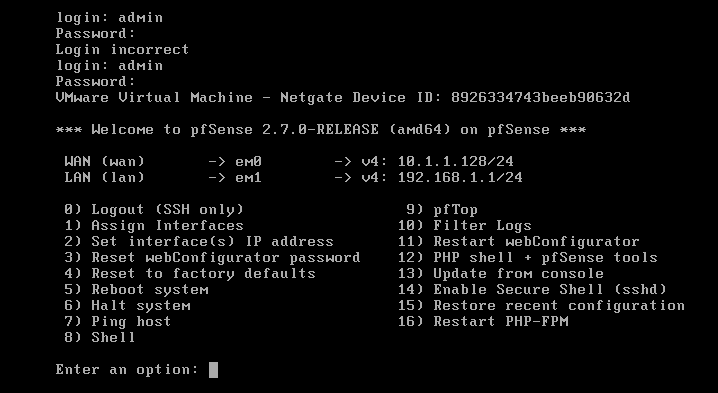 login: admin
Password:
Login incorrect
login: admin
Password:
VMware Virtual Machine - Netgate Device ID: 8926334743beeb90632d
*** Welcome to pfSense 2.7.0-RELEASE (amd64) on pfSense ***
WAN (wan) -> em0 -> v4: 10.1.1.128/24
LAN (lan) -> em1 -> v4: 192.168.1.1/24
0) Logout (SSH only) 9) pfTop
1) Assign Interfaces 10) Filter Logs
2) Set interface(s) IP address 11) Restart webConfigurator
3) Reset webConfigurator password 12) PHP shell + pfSense tools
4) Reset to factory defaults 13) Update from console
5) Reboot system 14) Enable Secure Shell (sshd)
6) Halt system 15) Restore recent configuration
7) Ping host 16) Restart PHP-FPM
8) Shell
Enter an option: